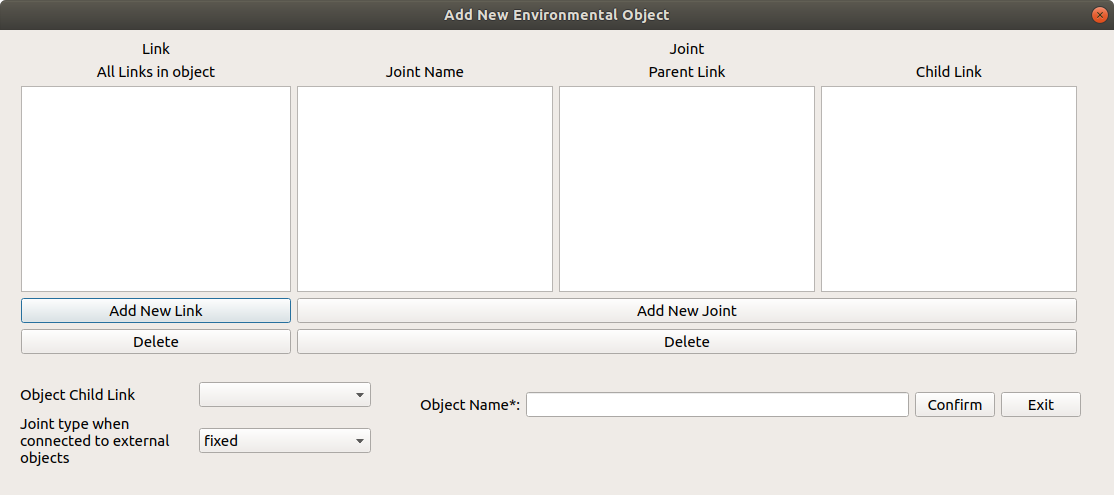 Add New Environmental Object
Link
Joint
All Links in object
Joint Name
Parent Link
Child Link
Add New Link
Add New Joint
Delete
Delete
Object Child Link
Object Name*:
Confirm
Exit
Joint type when
connected to external
objects
fixed